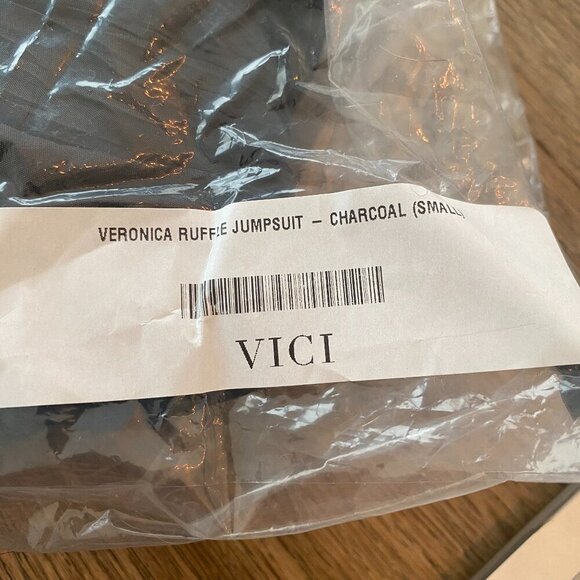 VERONICA RUFFLE JUMPSUIT – CHARCOAL (SMALL)
VICI